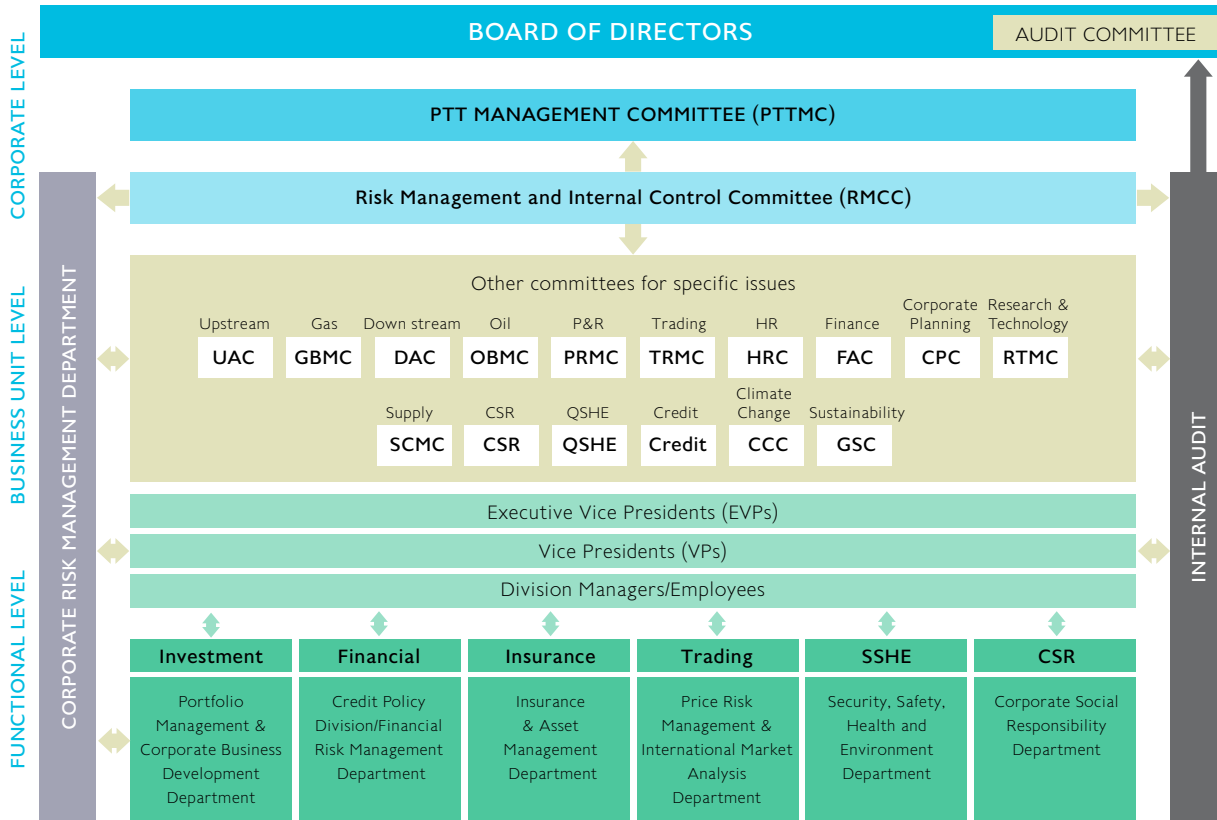 BOARD OF DIRECTORS
AUDIT COMMITTEE
CORPORATE LEVEL
BUSINESS UNIT LEVEL
FUNCTIONAL LEVEL
CORPORATE RISK MANAGEMENT DEPARTMENT
INTERNAL AUDIT
PTT MANAGEMENT COMMITTEE (PTTMC)
Risk Management and Internal Control Committee (RMCC)
Other committees for specific issues
Upstream
UAC
Gas
GBMC
Down stream
DAC
Oil
OBMC
P&R
PRMC
Trading
TRMC
HR
HRC
Finance
FAC
Corporate
Planning
CPC
Research &
Technology
RTMC
Supply
SCMC
CSR
CSR
QSHE
QSHE
Credit
Credit
Climate
Change
CCC
Sustainability
GSC
Executive Vice Presidents (EVPs)
Vice Presidents (VPs)
Division Managers/Employees
Investment
Portfolio
Management &
Corporate Business
Development
Department
Financial
Credit Policy
Division/Financial
Risk Management
Department
Insurance
Insurance
& Asset
Management
Department
Trading
Price Risk
Management &
International Market
Analysis
Department
SSHE
Security, Safety,
Health and
Environment
Department
CSR
Corporate Social
Responsibility
Department